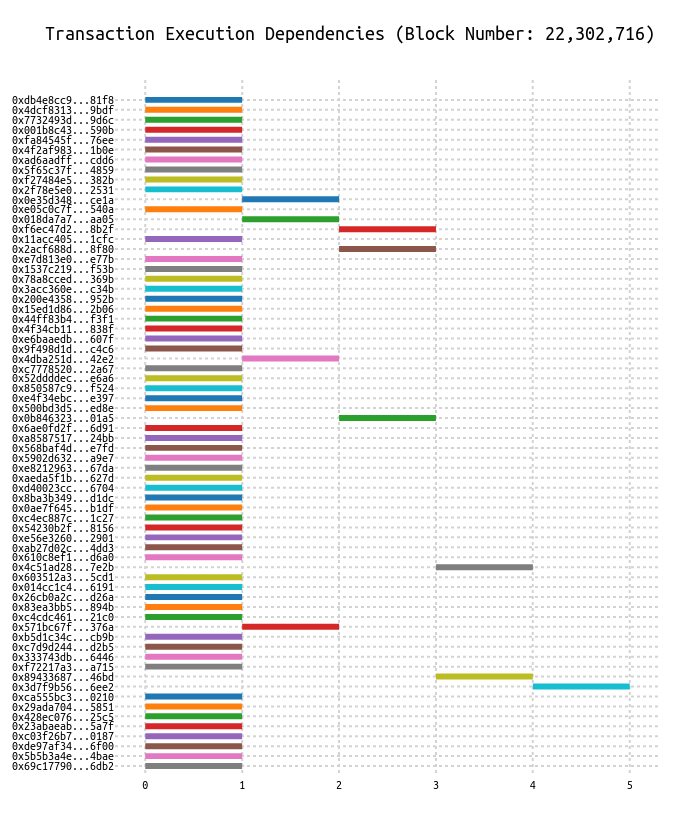 Transaction Execution Dependencies (Block Number: 22,302,716)
0xdb4e8cc9...81f8
0x4dcf8313...9bdf
0x7732493d...9d6c
0x001b8c43...590b
0xfa84545f...76ee
0x4f2af983...1b0e
0xad6aadff...cdd6
0x5f65c37f...4859
0xf27484e5...382b
0x2f78e5e0...2531
0x0e35d348...ce1a
0xe05c0c7f...540a
0x018da7a7...aa05
0xf6ec47d2...8b2f
0x11acc405...1cfc
0x2acf688d...8f80
0xe7d813e0...e77b
0x1537c219...f53b
0x78a8cced...369b
0x3acc360e...c34b
0x200e4358...952b
0x15ed1d86...2b06
0x44ff83b4...f3f1
0x4f34cb11...838f
0xe6baaedb...607f
0x9f498d1d...c4c6
0x4dba251d...42e2
0xc7778520...2a67
0x52ddddec...e6a6
0x850587c9...f524
0xe4f34ebc...e397
0x500bd3d5...ed8e
0x0b846323...01a5
0x6ae0fd2f...6d91
0xa8587517...24bb
0x568baf4d...e7fd
0x5902d632...a9e7
0xe8212963...67da
0xaeda5f1b...627d
0xd40023cc...6704
0x8ba3b349...d1dc
0x0ae7f645...b1df
0xc4ec887c...1c27
0x54230b2f...8156
0xe56e3260...2901
0xab27d02c...4dd3
0x610c8ef1...d6a0
0x4c51ad28...7e2b
0x603512a3...5cd1
0x014cc1c4...6191
0x26cb0a2c...d26a
0x83ea3bb5...894b
0xc4cdc461...21c0
0x571bc67f...376a
0xb5d1c34c...cb9b
0xc7d9d244...d2b5
0x333743db...6446
0xf72217a3...a715
0x89433687...46bd
0x3d7f9b56...6ee2
0xca555bc3...0210
0x29ada704...5851
0x428ec076...25c5
0x23abaeab...5a7f
0xc03f26b7...0187
0xde97af34...6f00
0x5b5b3a4e...4bae
0x69c17790...6db2
0 1 2 3 4 5